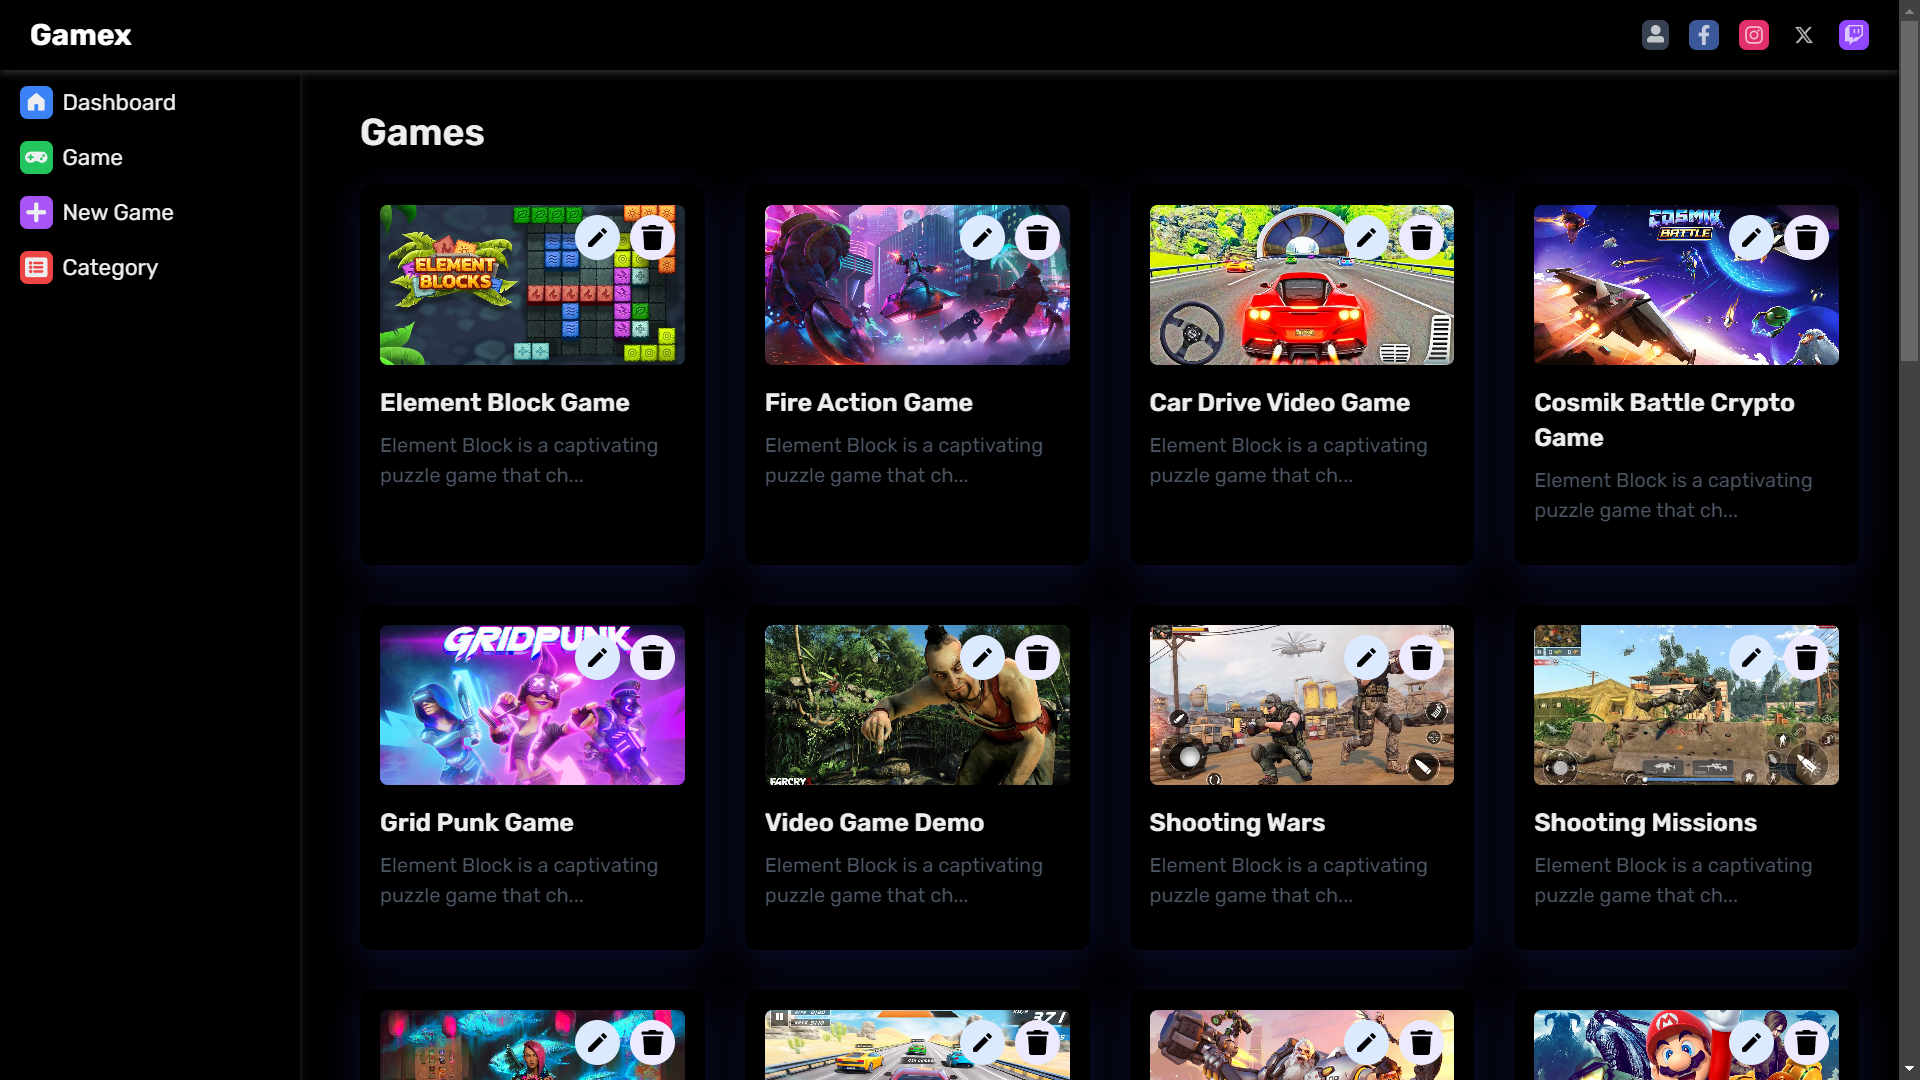 Gamex
Dashboard
Game
New Game
Category
Games
ELEMENT
BLOCKS
COSMIK
BATTLE
Element Block Game
Element Block is a captivating
puzzle game that ch...
Fire Action Game
Element Block is a captivating
puzzle game that ch...
Car Drive Video Game
Element Block is a captivating
puzzle game that ch...
Cosmik Battle Crypto
Game
Element Block is a captivating
puzzle game that ch...
GRIDPUNK
FARCRY
Grid Punk Game
Element Block is a captivating
puzzle game that ch...
Video Game Demo
Element Block is a captivating
puzzle game that ch...
Shooting Wars
Element Block is a captivating
puzzle game that ch...
Shooting Missions
Element Block is a captivating
puzzle game that ch...
371